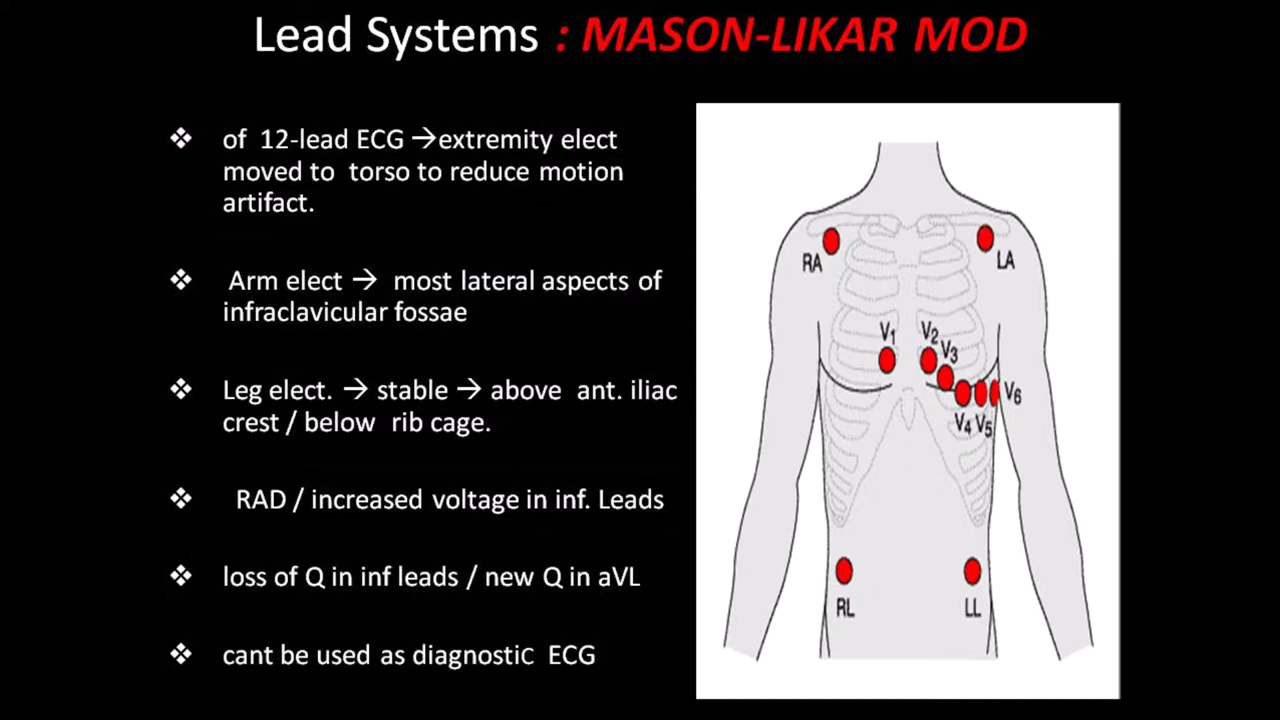 Lead Systems : MASON-LIKAR MOD
❖ of 12-lead ECG →extremity elect
moved to torso to reduce motion
artifact.
❖ Arm elect → most lateral aspects of
infraclavicular fossae
❖ Leg elect. → stable → above ant. iliac
crest / below rib cage.
❖ RAD / increased voltage in inf. Leads
❖ loss of Q in inf leads / new Q in aVL
❖ cant be used as diagnostic ECG
RA
LA
V1
V2
V3
V6
V4 V5
RL
LL